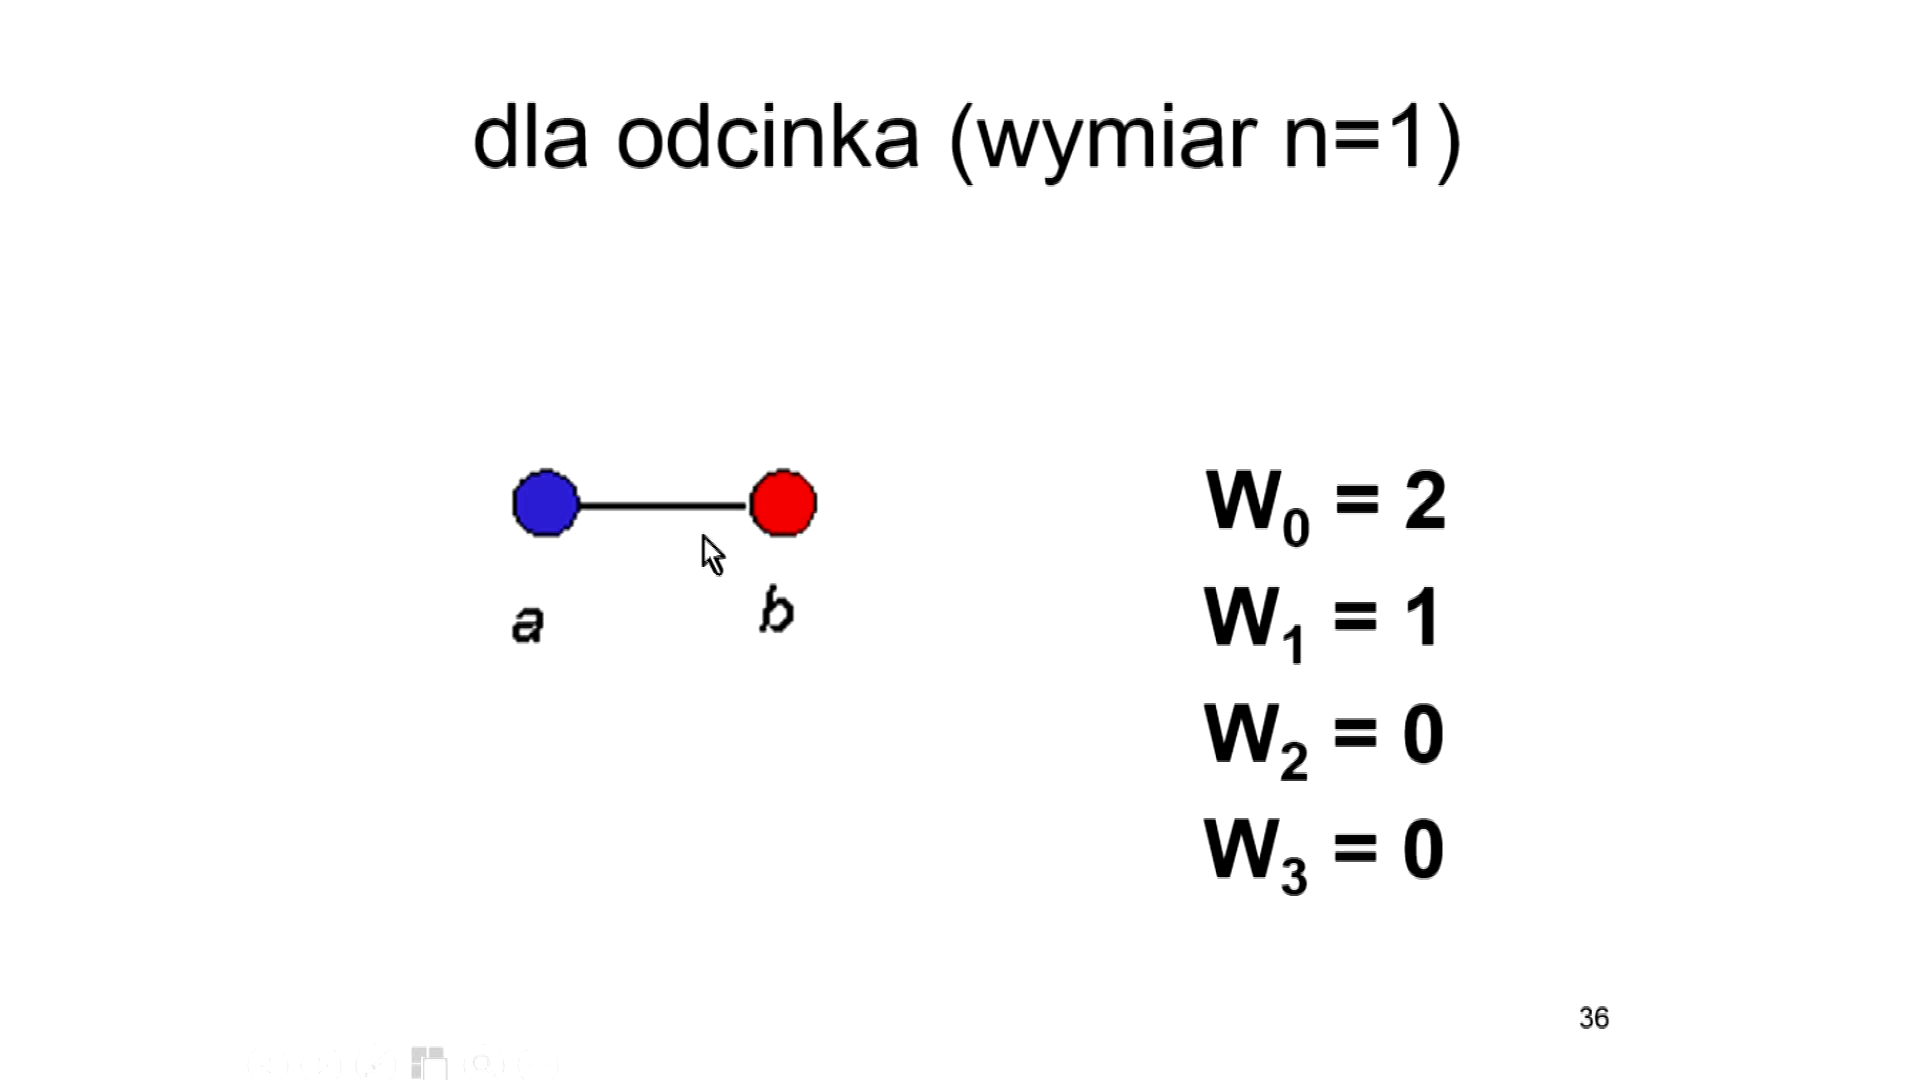 dla odcinka (wymiar n=1)
a
b
W₀ = 2
W₁ = 1
W₂ = 0
W₃ = 0
36